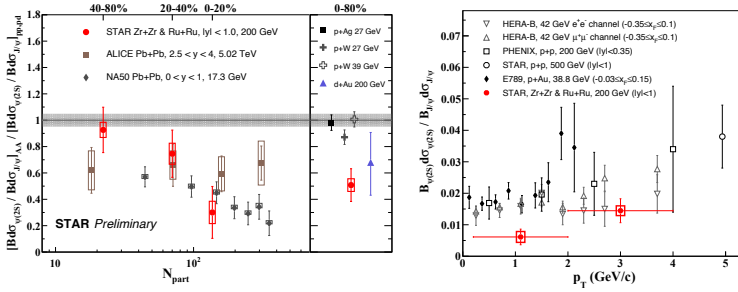 40-80% 20-40% 0-20% 0-80%
[Bdσψ(2S) / BdσJ/ψ]AA / [Bdσψ(2S) / BdσJ/ψ]pp,pd
1.8
1.6
1.4
1.2
1
0.8
0.6
0.4
0.2
0
STAR Zr+Zr & Ru+Ru, |y| < 1.0, 200 GeV
ALICE Pb+Pb, 2.5 < y < 4, 5.02 TeV
NA50 Pb+Pb, 0 < y < 1, 17.3 GeV
p+Ag 27 GeV
p+W 27 GeV
p+W 39 GeV
d+Au 200 GeV
STAR Preliminary
10 10²
Npart
Bψ(2S)dσψ(2S) / BJ/ψdσJ/ψ
0.05
0.04
0.03
0.02
0.01
0
HERA-B, 42 GeV e⁺e⁻ channel (-0.35≤xF≤0.1)
HERA-B, 42 GeV μ⁺μ⁻ channel (-0.35≤xF≤0.1)
PHENIX, p+p, 200 GeV (|y|<0.35)
STAR, p+p, 500 GeV (|y|<1)
E789, p+Au, 38.8 GeV (-0.03≤xF≤0.15)
STAR, Zr+Zr & Ru+Ru, 200 GeV (|y|<1)
0 1 2 3 4 5
pT (GeV/c)